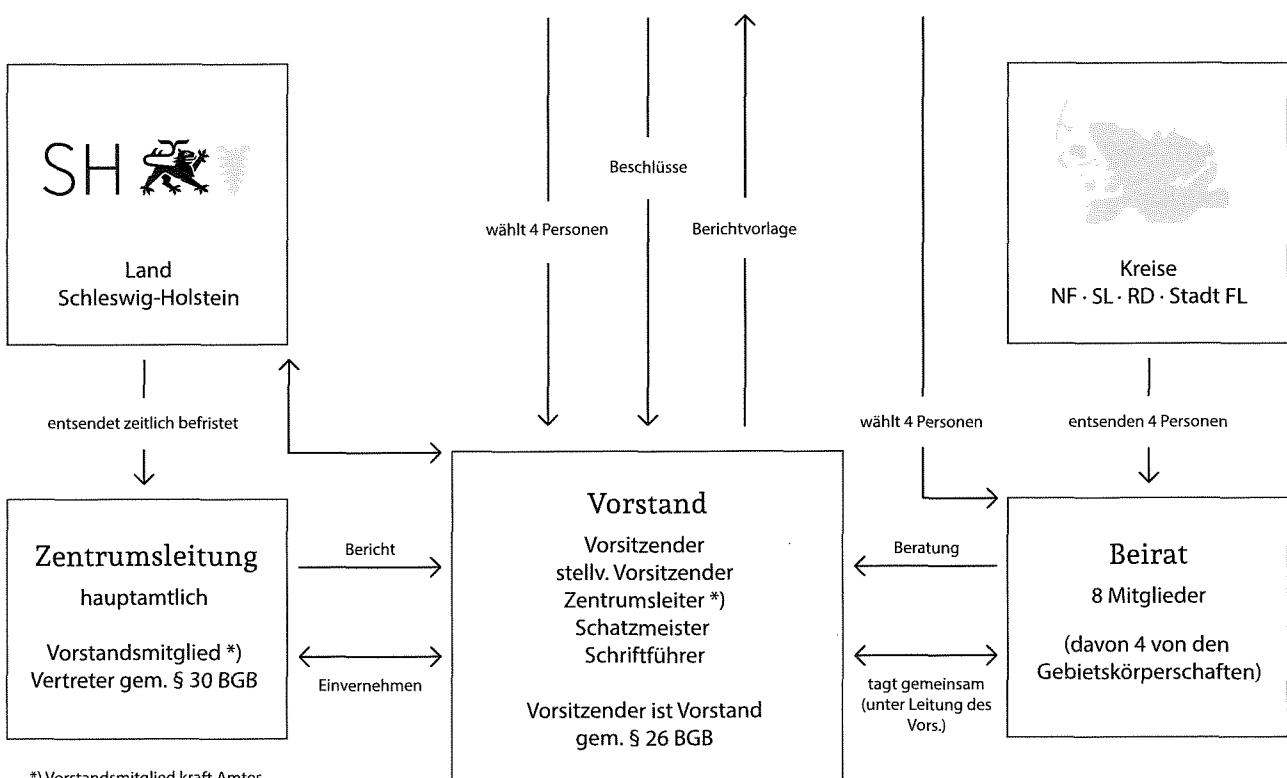 SH
Land
Schleswig-Holstein
entsendet zeitlich befristet
Zentrumsleitung
hauptamtlich
Vorstandsmitglied *)
Vertreter gem. § 30 BGB
*) Vorstandsmitglied kraft Amtes
wählt 4 Personen
Beschlüsse
Berichtvorlage
Bericht
Einvernehmen
Vorstand
Vorsitzender
stellv. Vorsitzender
Zentrumsleiter *)
Schatzmeister
Schriftführer
Vorsitzender ist Vorstand
gem. § 26 BGB
wählt 4 Personen
Beratung
tagt gemeinsam
(unter Leitung des
Vors.)
Kreise
NF · SL · RD · Stadt FL
entsenden 4 Personen
Beirat
8 Mitglieder
(davon 4 von den
Gebietskörperschaften)